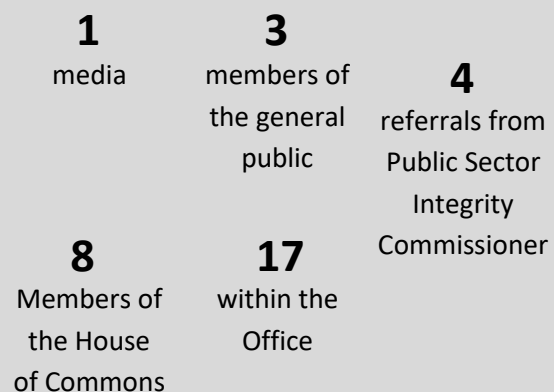 1
media
3
members of
the general
public
4
referrals from
Public Sector
Integrity
Commissioner
8
Members of
the House
of Commons
17
within the
Office